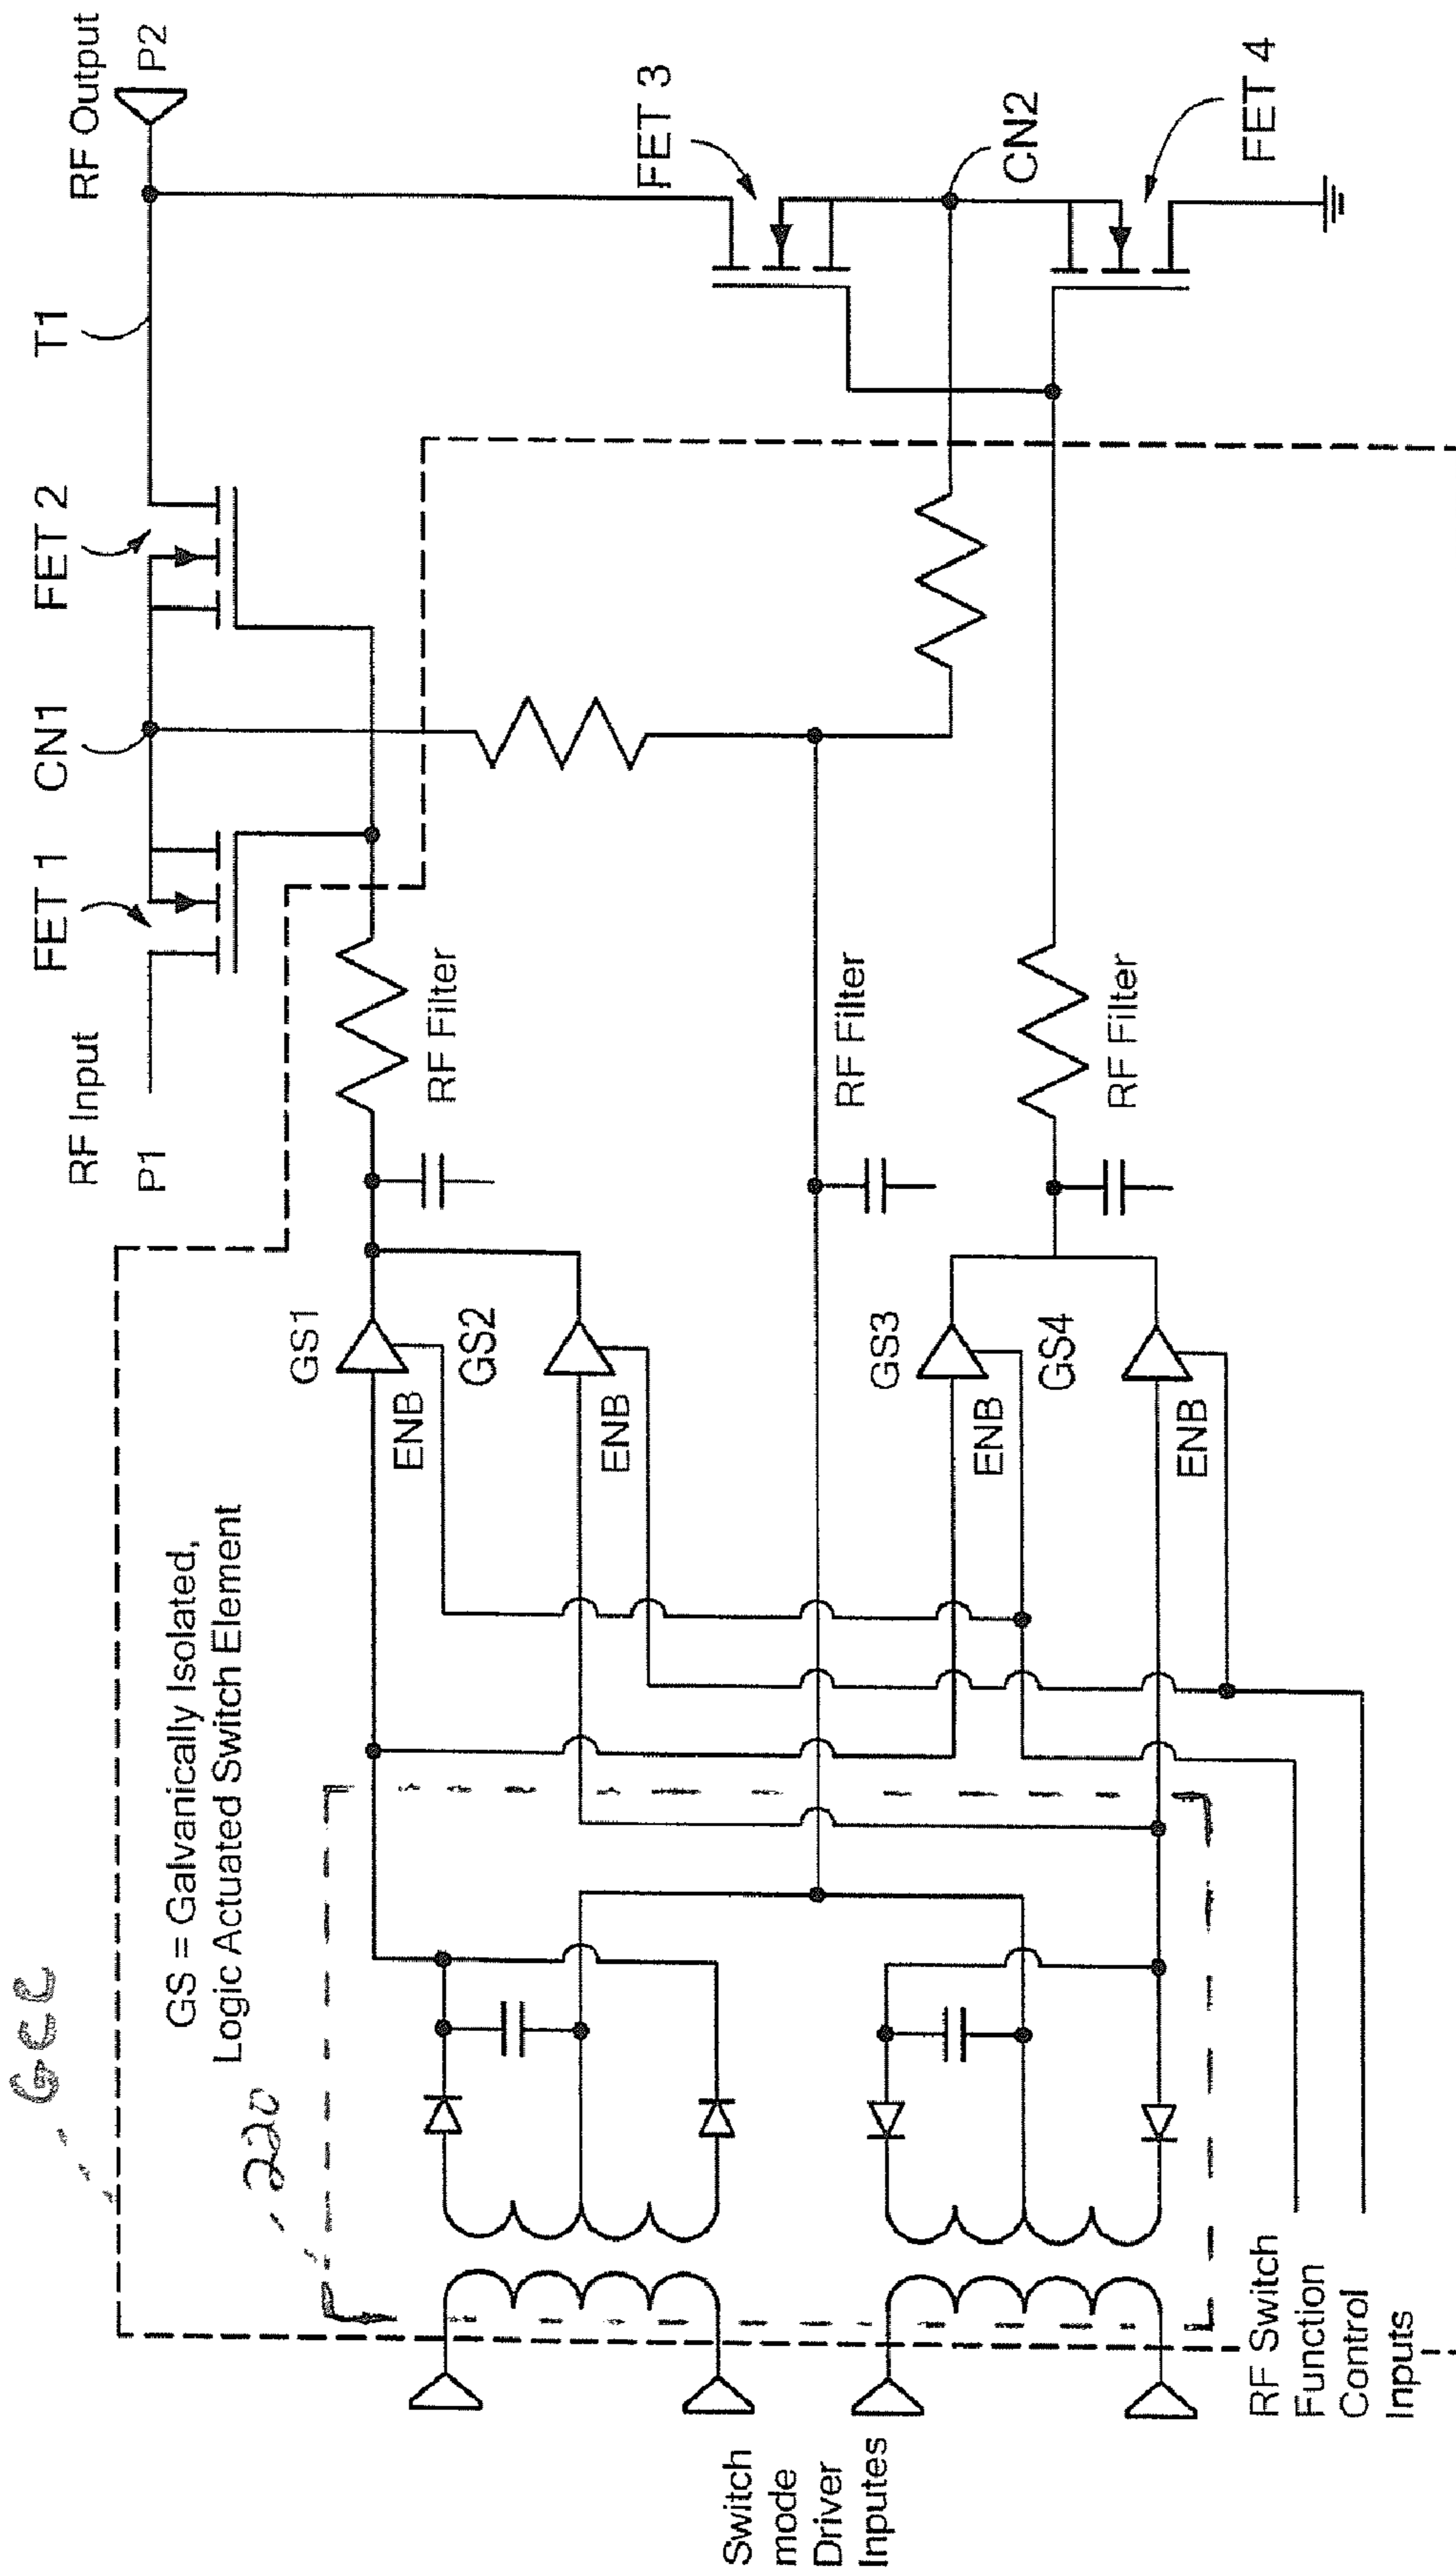 GCC
220
GS = Galvanically Isolated,
Logic Actuated Switch Element
RF Input
P1
FET 1
CN1
FET 2
T1
RF Output
P2
GS1
ENB
RF Filter
GS2
ENB
RF Filter
GS3
ENB
GS4
ENB
RF Filter
FET 3
CN2
FET 4
Switch
mode
Driver
Inputes
RF Switch
Function
Control
Inputs